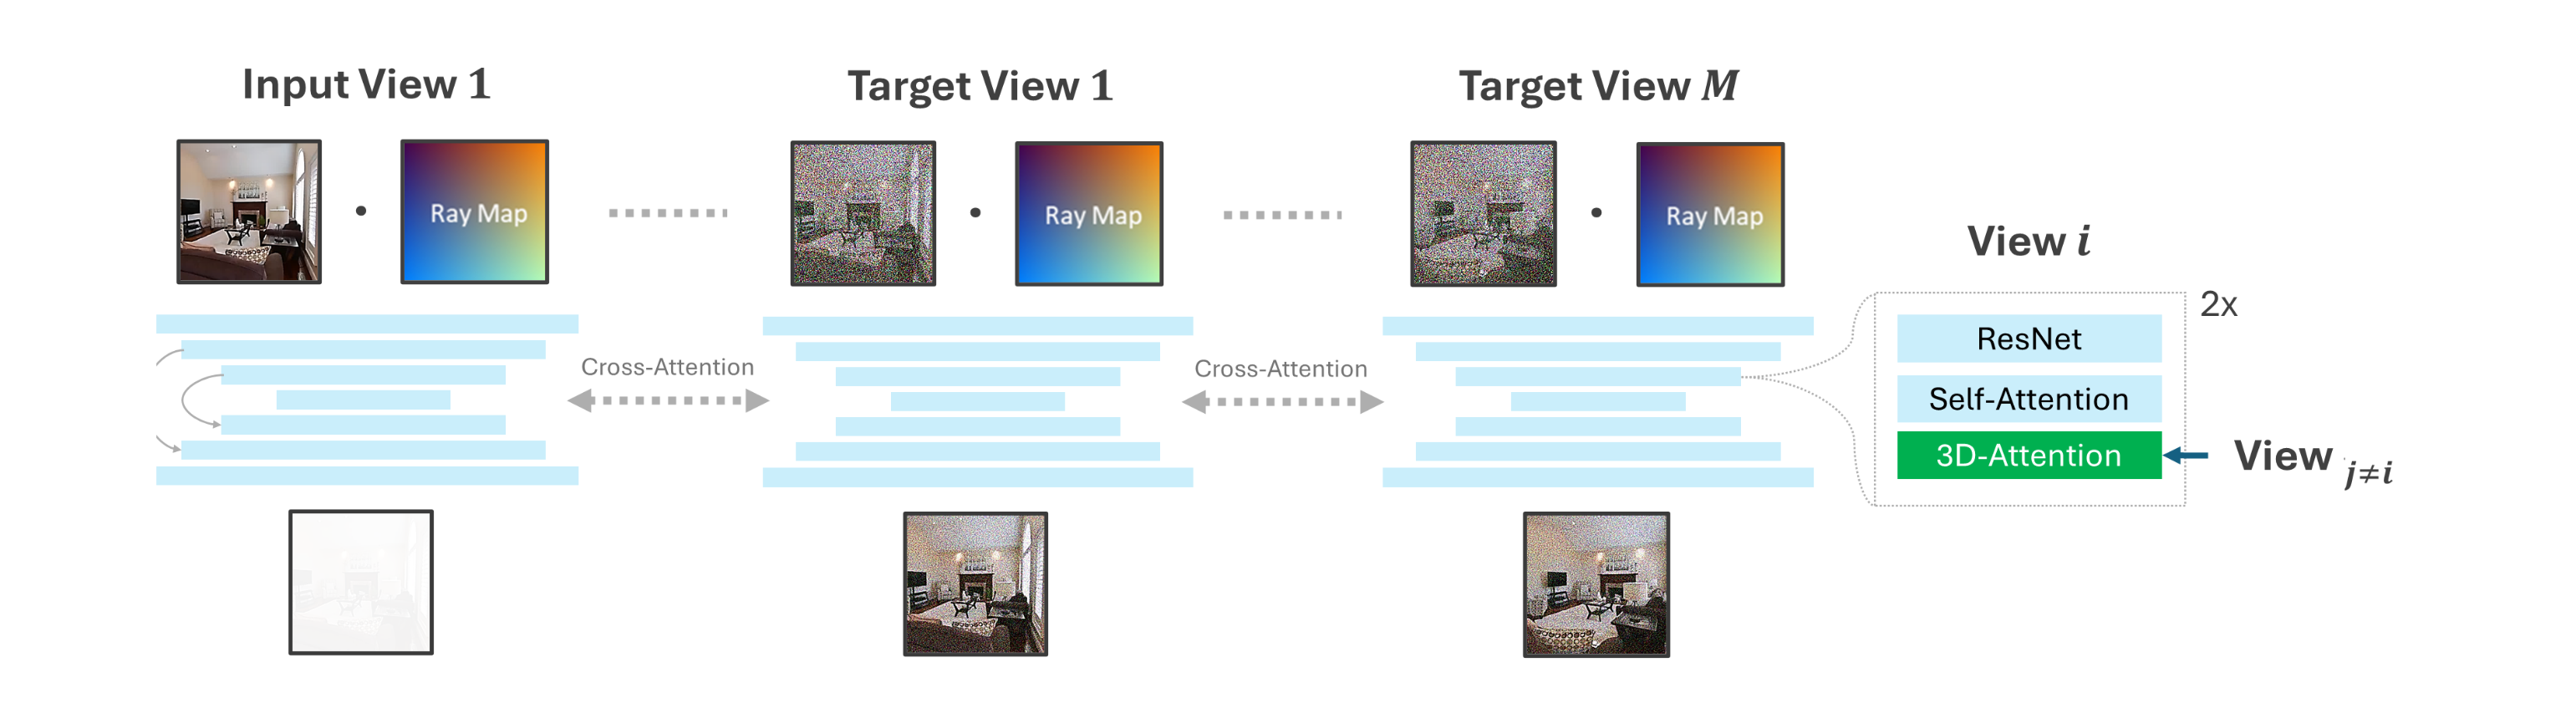 Input View 1
Target View 1
Target View M
Ray Map
Ray Map
Ray Map
View i
2x
Cross-Attention
Cross-Attention
ResNet
Self-Attention
3D-Attention
View j≠i